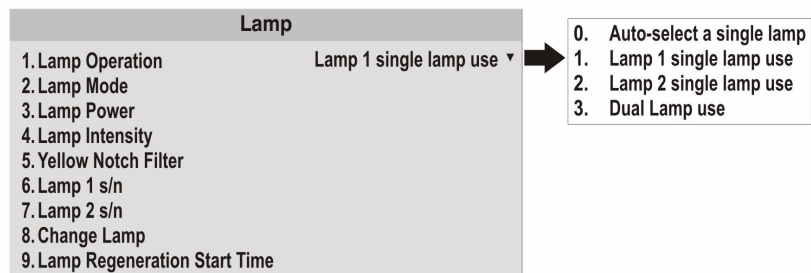 Lamp
1. Lamp Operation Lamp 1 single lamp use ▼
2. Lamp Mode
3. Lamp Power
4. Lamp Intensity
5. Yellow Notch Filter
6. Lamp 1 s/n
7. Lamp 2 s/n
8. Change Lamp
9. Lamp Regeneration Start Time
0. Auto-select a single lamp
1. Lamp 1 single lamp use
2. Lamp 2 single lamp use
3. Dual Lamp use